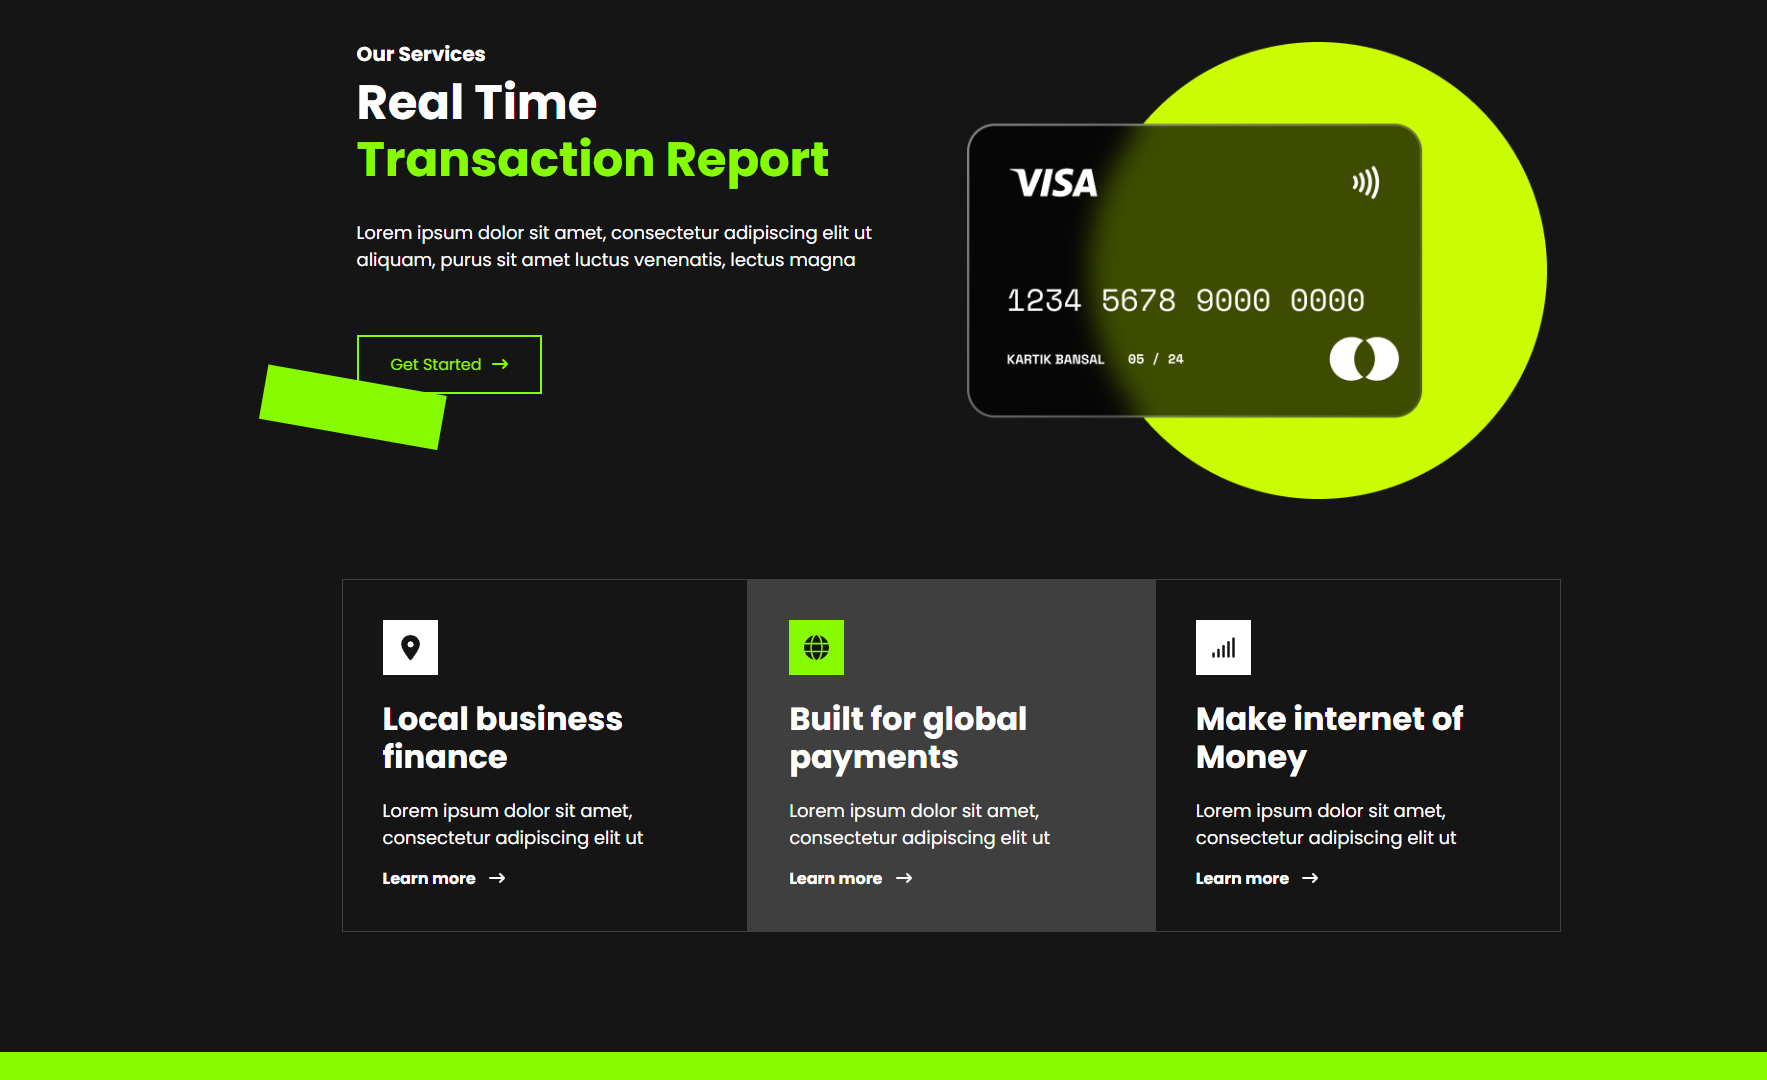 Our Services
Real Time
Transaction Report
Lorem ipsum dolor sit amet, consectetur adipiscing elit ut
aliquam, purus sit amet luctus venenatis, lectus magna
Get Started
VISA
1234 5678 9000 0000
KARTIK BANSAL 05 / 24
Local business
finance
Lorem ipsum dolor sit amet,
consectetur adipiscing elit ut
Learn more
Built for global
payments
Lorem ipsum dolor sit amet,
consectetur adipiscing elit ut
Learn more
Make internet of
Money
Lorem ipsum dolor sit amet,
consectetur adipiscing elit ut
Learn more